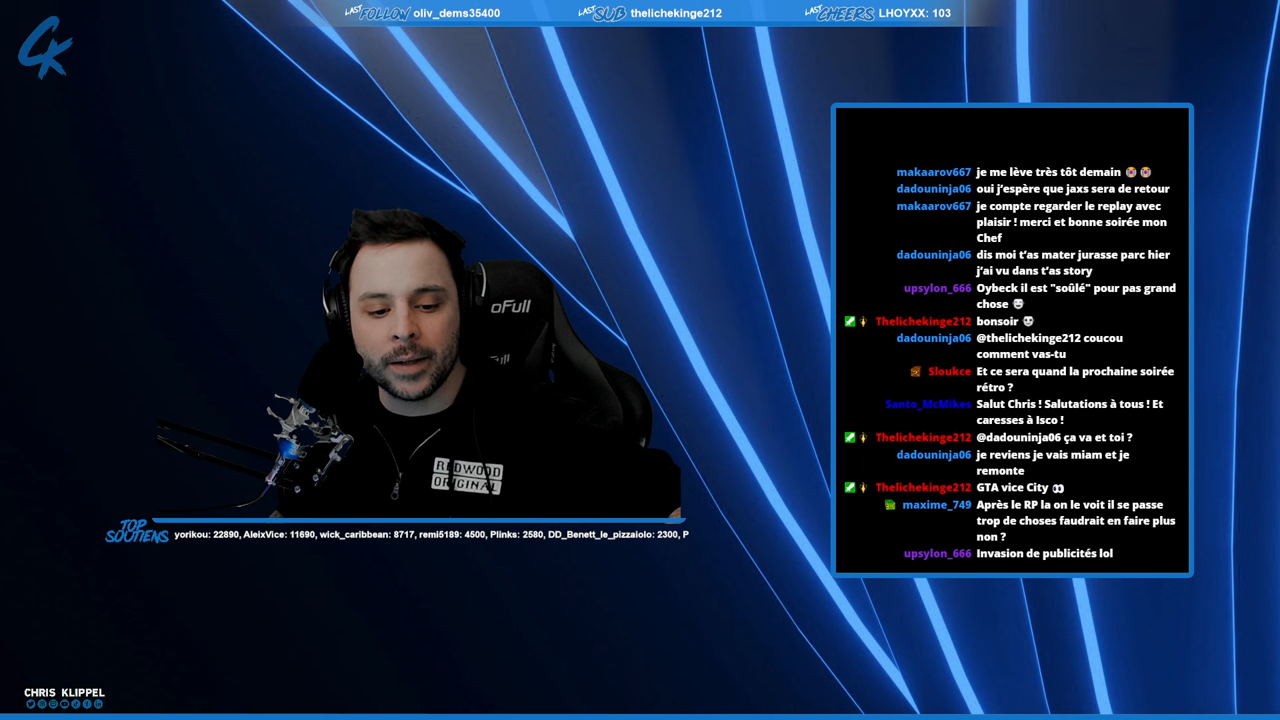 LAST FOLLOW oliv_dems35400
LAST SUB thelichekinge212
LAST CHEERS LHOYXX: 103
CK
makaarov667 je me lève très tôt demain
dadouninja06 oui j'espère que jaxs sera de retour
makaarov667 je compte regarder le replay avec
plaisir ! merci et bonne soirée mon
Chef
dadouninja06 dis moi t'as mater jurasse parc hier
j'ai vu dans t'as story
upsylon_666 Oybeck il est "soûlé" pour pas grand
chose
Thelichekinge212 bonsoir
dadouninja06 @thelichekinge212 coucou
comment vas-tu
Sloukce Et ce sera quand la prochaine soirée
rétro ?
Santo_McMikes Salut Chris ! Salutations à tous ! Et
caresses à Isco !
Thelichekinge212 @dadouninja06 ça va et toi ?
dadouninja06 je reviens je vais miam et je
remonte
Thelichekinge212 GTA vice City
maxime_749 Après le RP la on le voit il se passe
trop de choses faudrait en faire plus
non ?
upsylon_666 Invasion de publicités lol
oFull
REDWOOD
ORIGINAL
TOP
SOUTIENS
yorikou: 22890, AleixVice: 11690, wick_caribbean: 8717, remi5189: 4500, Plinks: 2580, DD_Benett_le_pizzaiolo: 2300, P
CHRIS KLIPPEL